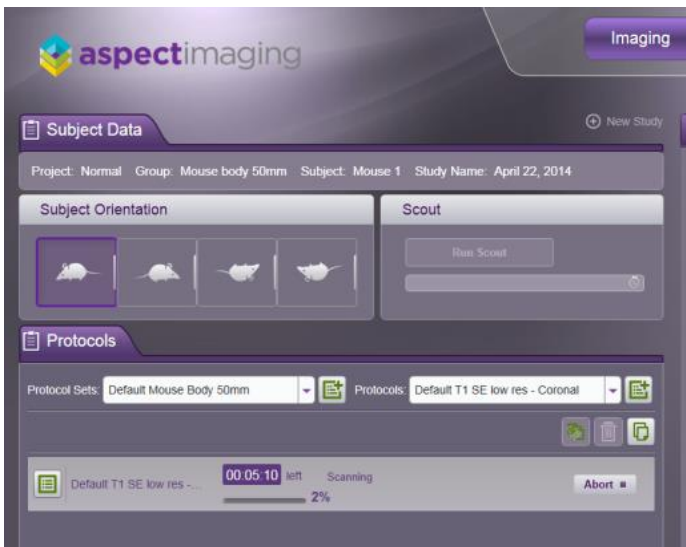 aspectimaging
Imaging
Subject Data
New Study
Project: Normal Group: Mouse body 50mm Subject: Mouse 1 Study Name: April 22, 2014
Subject Orientation
Scout
Run Scout
Protocols
Protocol Sets: Default Mouse Body 50mm Protocols: Default T1 SE low res - Coronal
Default T1 SE low res -... 00:05:10 left Scanning
2%
Abort